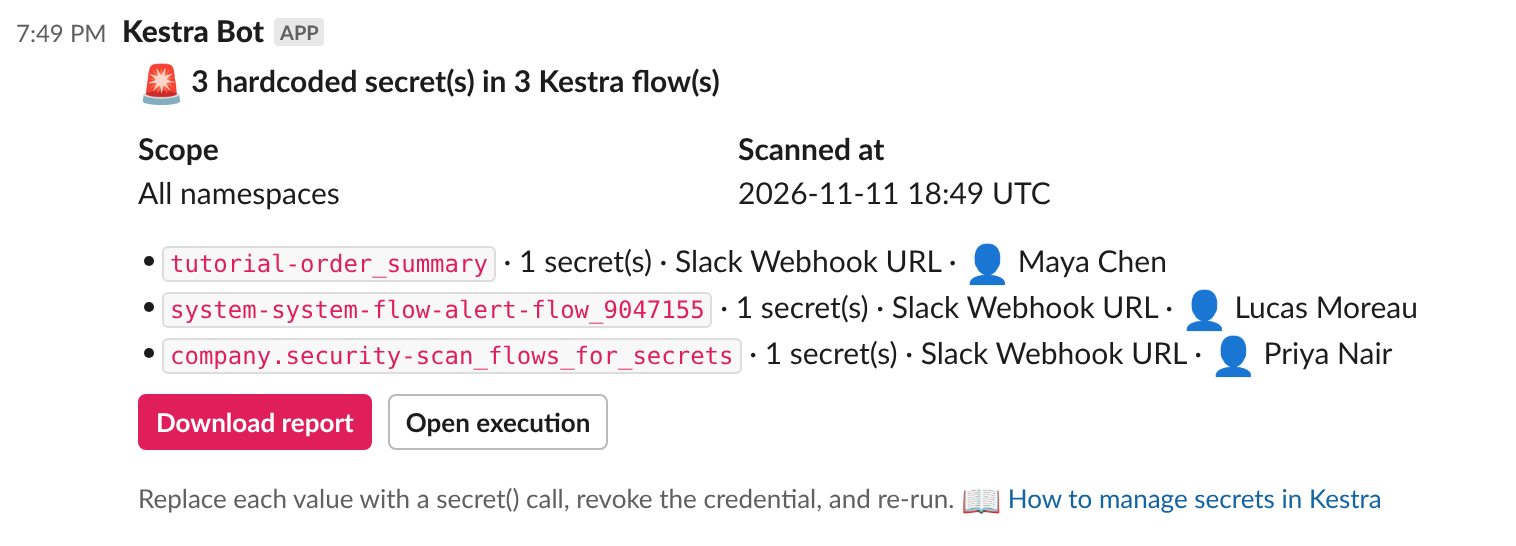 7:49 PM Kestra Bot APP
🚨 3 hardcoded secret(s) in 3 Kestra flow(s)
Scope Scanned at
All namespaces 2026-11-11 18:49 UTC
• tutorial-order_summary · 1 secret(s) · Slack Webhook URL · 👤 Maya Chen
• system-system-flow-alert-flow_9047155 · 1 secret(s) · Slack Webhook URL · 👤 Lucas Moreau
• company.security-scan_flows_for_secrets · 1 secret(s) · Slack Webhook URL · 👤 Priya Nair
Download report Open execution
Replace each value with a secret() call, revoke the credential, and re-run. 📖 How to manage secrets in Kestra